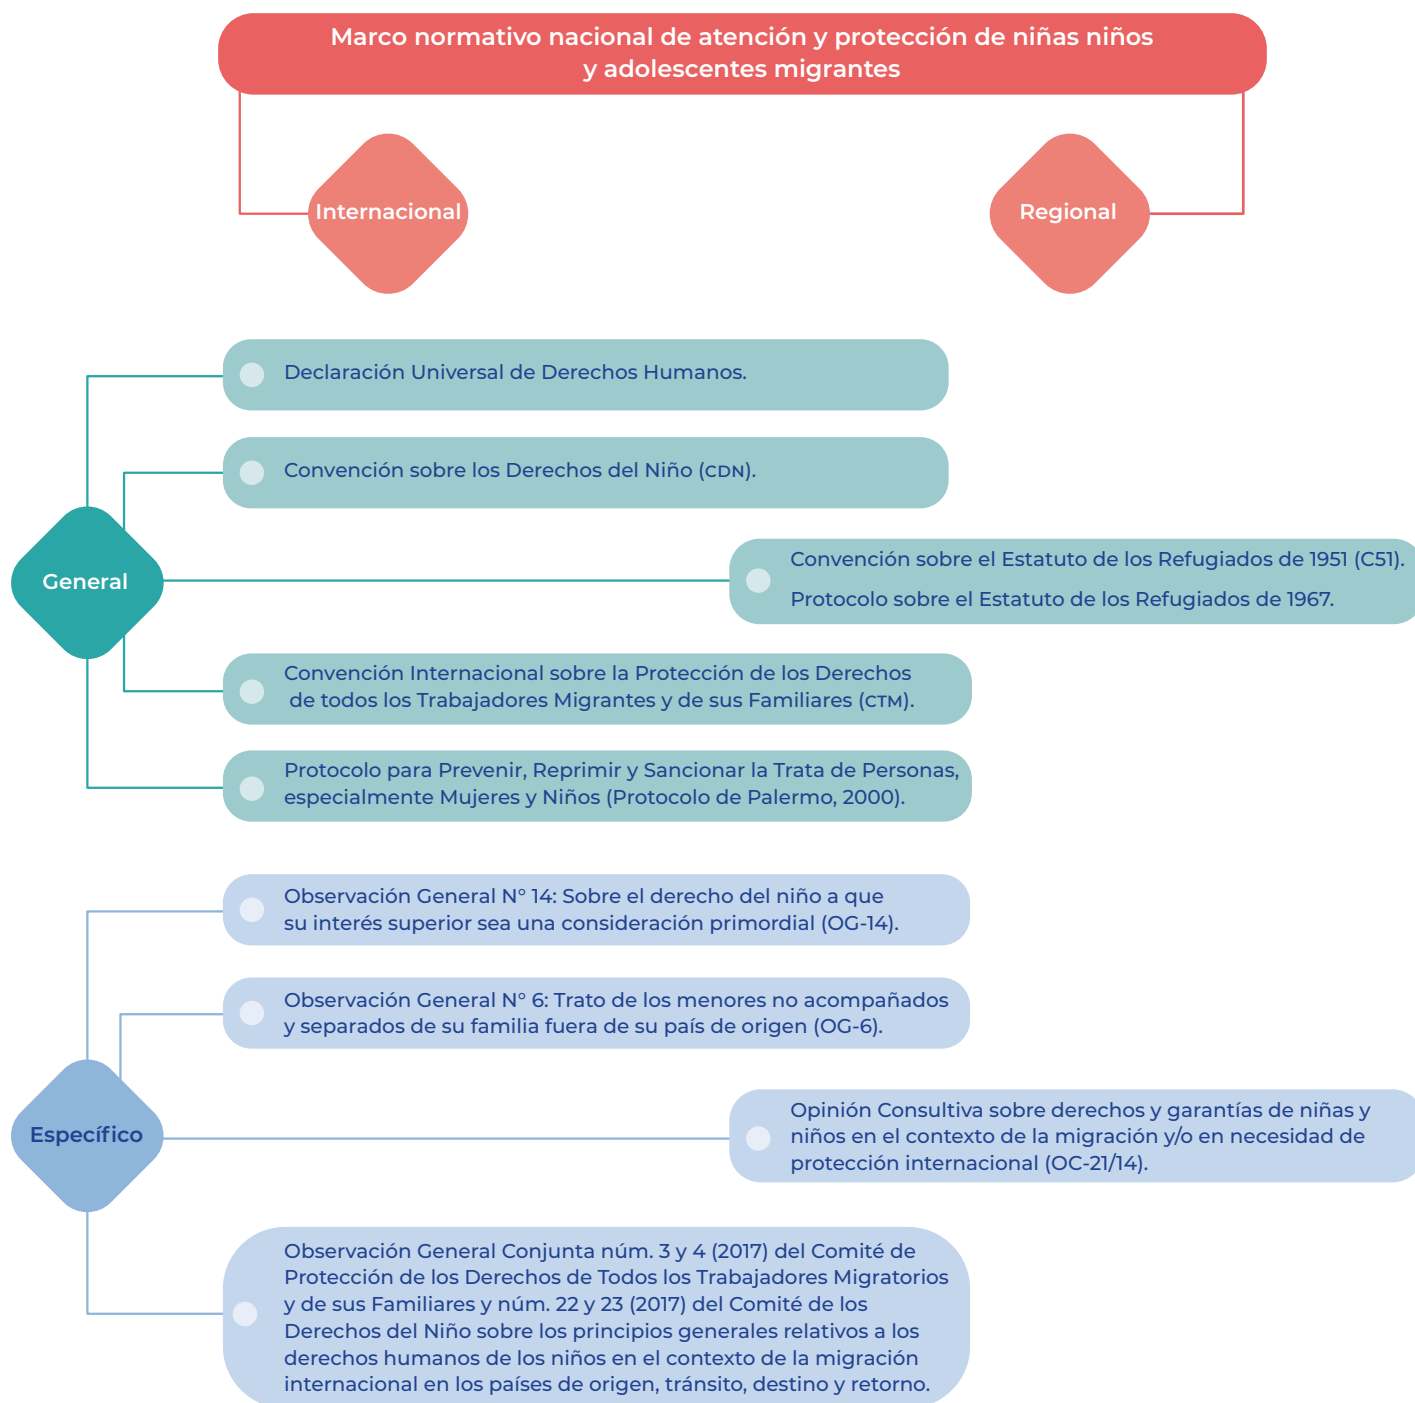 Marco normativo nacional de atención y protección de niñas niños
y adolescentes migrantes
Internacional
Regional
General
Declaración Universal de Derechos Humanos.
Convención sobre los Derechos del Niño (CDN).
Convención sobre el Estatuto de los Refugiados de 1951 (C51).
Protocolo sobre el Estatuto de los Refugiados de 1967.
Convención Internacional sobre la Protección de los Derechos
de todos los Trabajadores Migrantes y de sus Familiares (CTM).
Protocolo para Prevenir, Reprimir y Sancionar la Trata de Personas,
especialmente Mujeres y Niños (Protocolo de Palermo, 2000).
Específico
Observación General N° 14: Sobre el derecho del niño a que
su interés superior sea una consideración primordial (OG-14).
Observación General N° 6: Trato de los menores no acompañados
y separados de su familia fuera de su país de origen (OG-6).
Opinión Consultiva sobre derechos y garantías de niñas y
niños en el contexto de la migración y/o en necesidad de
protección internacional (OC-21/14).
Observación General Conjunta núm. 3 y 4 (2017) del Comité de
Protección de los Derechos de Todos los Trabajadores Migratorios
y de sus Familiares y núm. 22 y 23 (2017) del Comité de los
Derechos del Niño sobre los principios generales relativos a los
derechos humanos de los niños en el contexto de la migración
internacional en los países de origen, tránsito, destino y retorno.